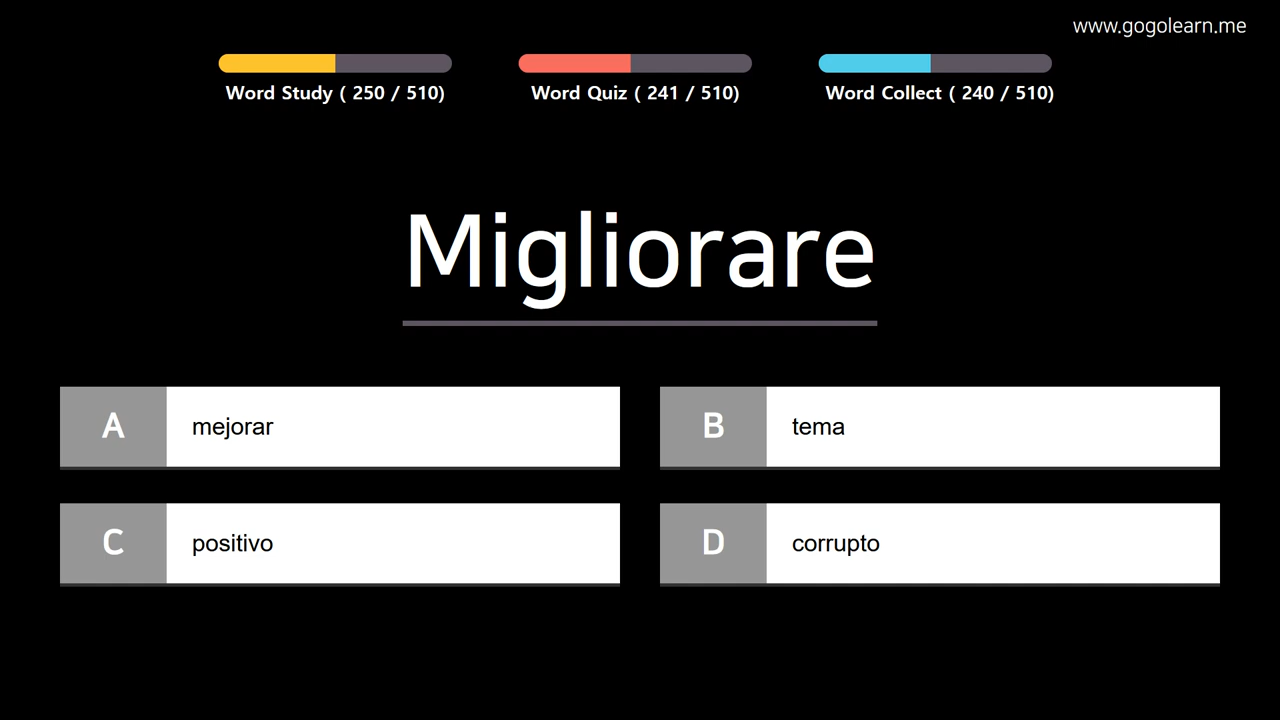 www.gogolearn.me
Word Study ( 250 / 510)
Word Quiz ( 241 / 510)
Word Collect ( 240 / 510)
Migliorare
A mejorar
B tema
C positivo
D corrupto